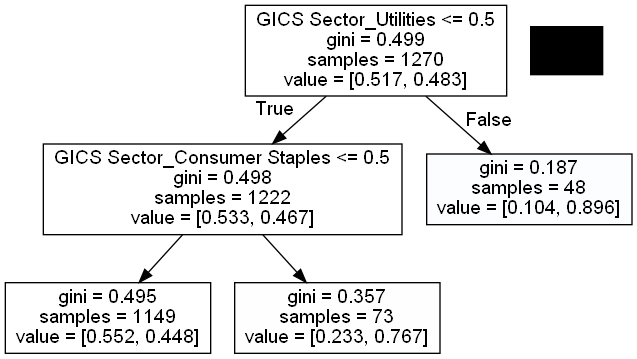 GICS Sector_Utilities <= 0.5
gini = 0.499
samples = 1270
value = [0.517, 0.483]
True
False
GICS Sector_Consumer Staples <= 0.5
gini = 0.498
samples = 1222
value = [0.533, 0.467]
gini = 0.187
samples = 48
value = [0.104, 0.896]
gini = 0.495
samples = 1149
value = [0.552, 0.448]
gini = 0.357
samples = 73
value = [0.233, 0.767]